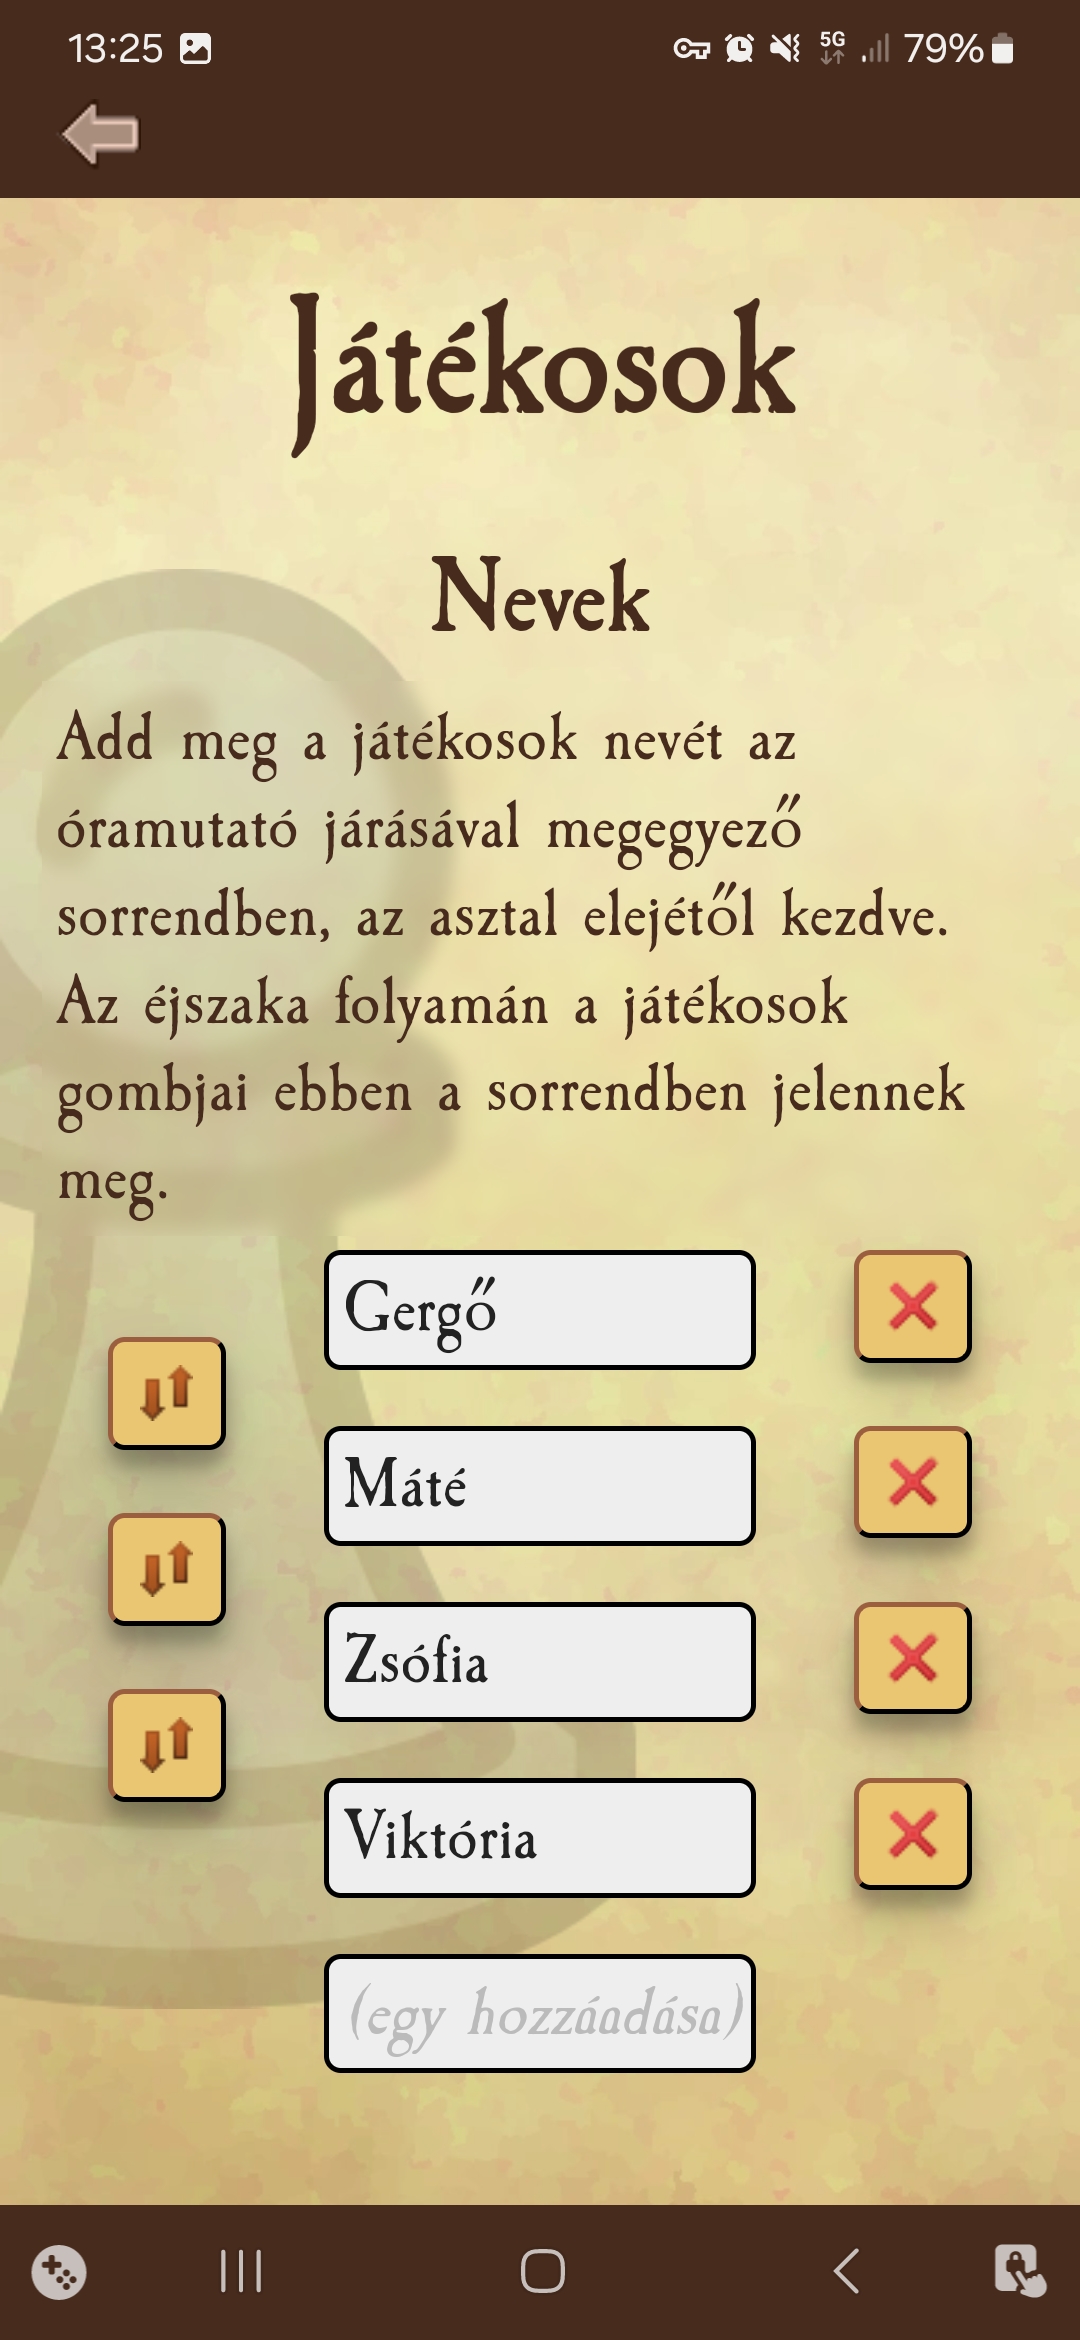 13:25
5G
79%
Játékosok
Nevek
Add meg a játékosok nevét az
óramutató járásával megegyező
sorrendben, az asztal elejétől kezdve.
Az éjszaka folyamán a játékosok
gombjai ebben a sorrendben jelennek
meg.
Gergő
Máté
Zsófia
Viktória
(egy hozzáadása)